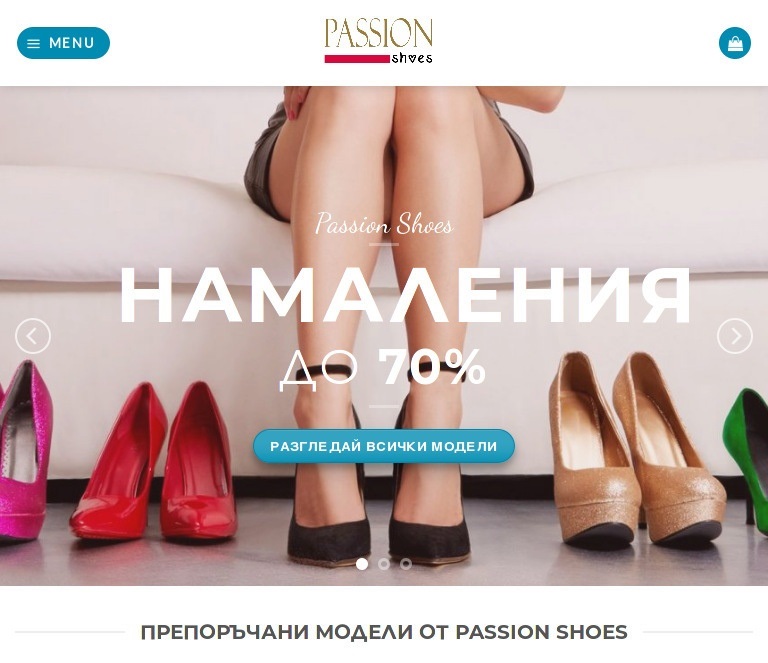 MENU
PASSION
shoes
Passion Shoes
НАМАЛЕНИЯ
ДО 70%
РАЗГЛЕДАЙ ВСИЧКИ МОДЕЛИ
ПРЕПОРЪЧАНИ МОДЕЛИ ОТ PASSION SHOES